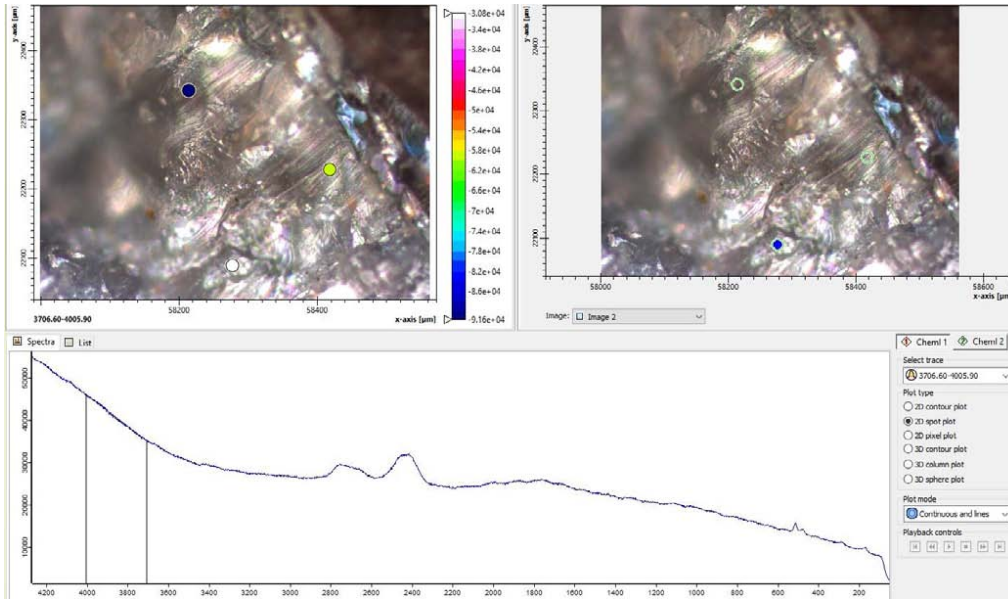 y-axis [µm]
22400
22300
22200
22100
3706.60-4005.90
58200
58400
x-axis [µm]
-3.08e+04
-3.4e+04
-3.8e+04
-4.2e+04
-4.6e+04
-5e+04
-5.4e+04
-5.8e+04
-6.2e+04
-6.6e+04
-7e+04
-7.4e+04
-7.8e+04
-8.2e+04
-8.6e+04
-9.16e+04
y-axis [µm]
22400
22300
22200
22100
58000
58200
58400
58600
x-axis [µm]
Image:
Image 2
Spectra
List
50000
40000
30000
20000
10000
4200 4000 3800 3600 3400 3200 3000 2800 2600 2400 2200 2000 1800 1600 1400 1200 1000 800 600 400 200
ChemI 1
ChemI 2
Select trace
3706.60-4005.90
Plot type
2D contour plot
2D spot plot
2D pixel plot
3D contour plot
3D column plot
3D sphere plot
Plot mode
Continuous and lines
Playback controls